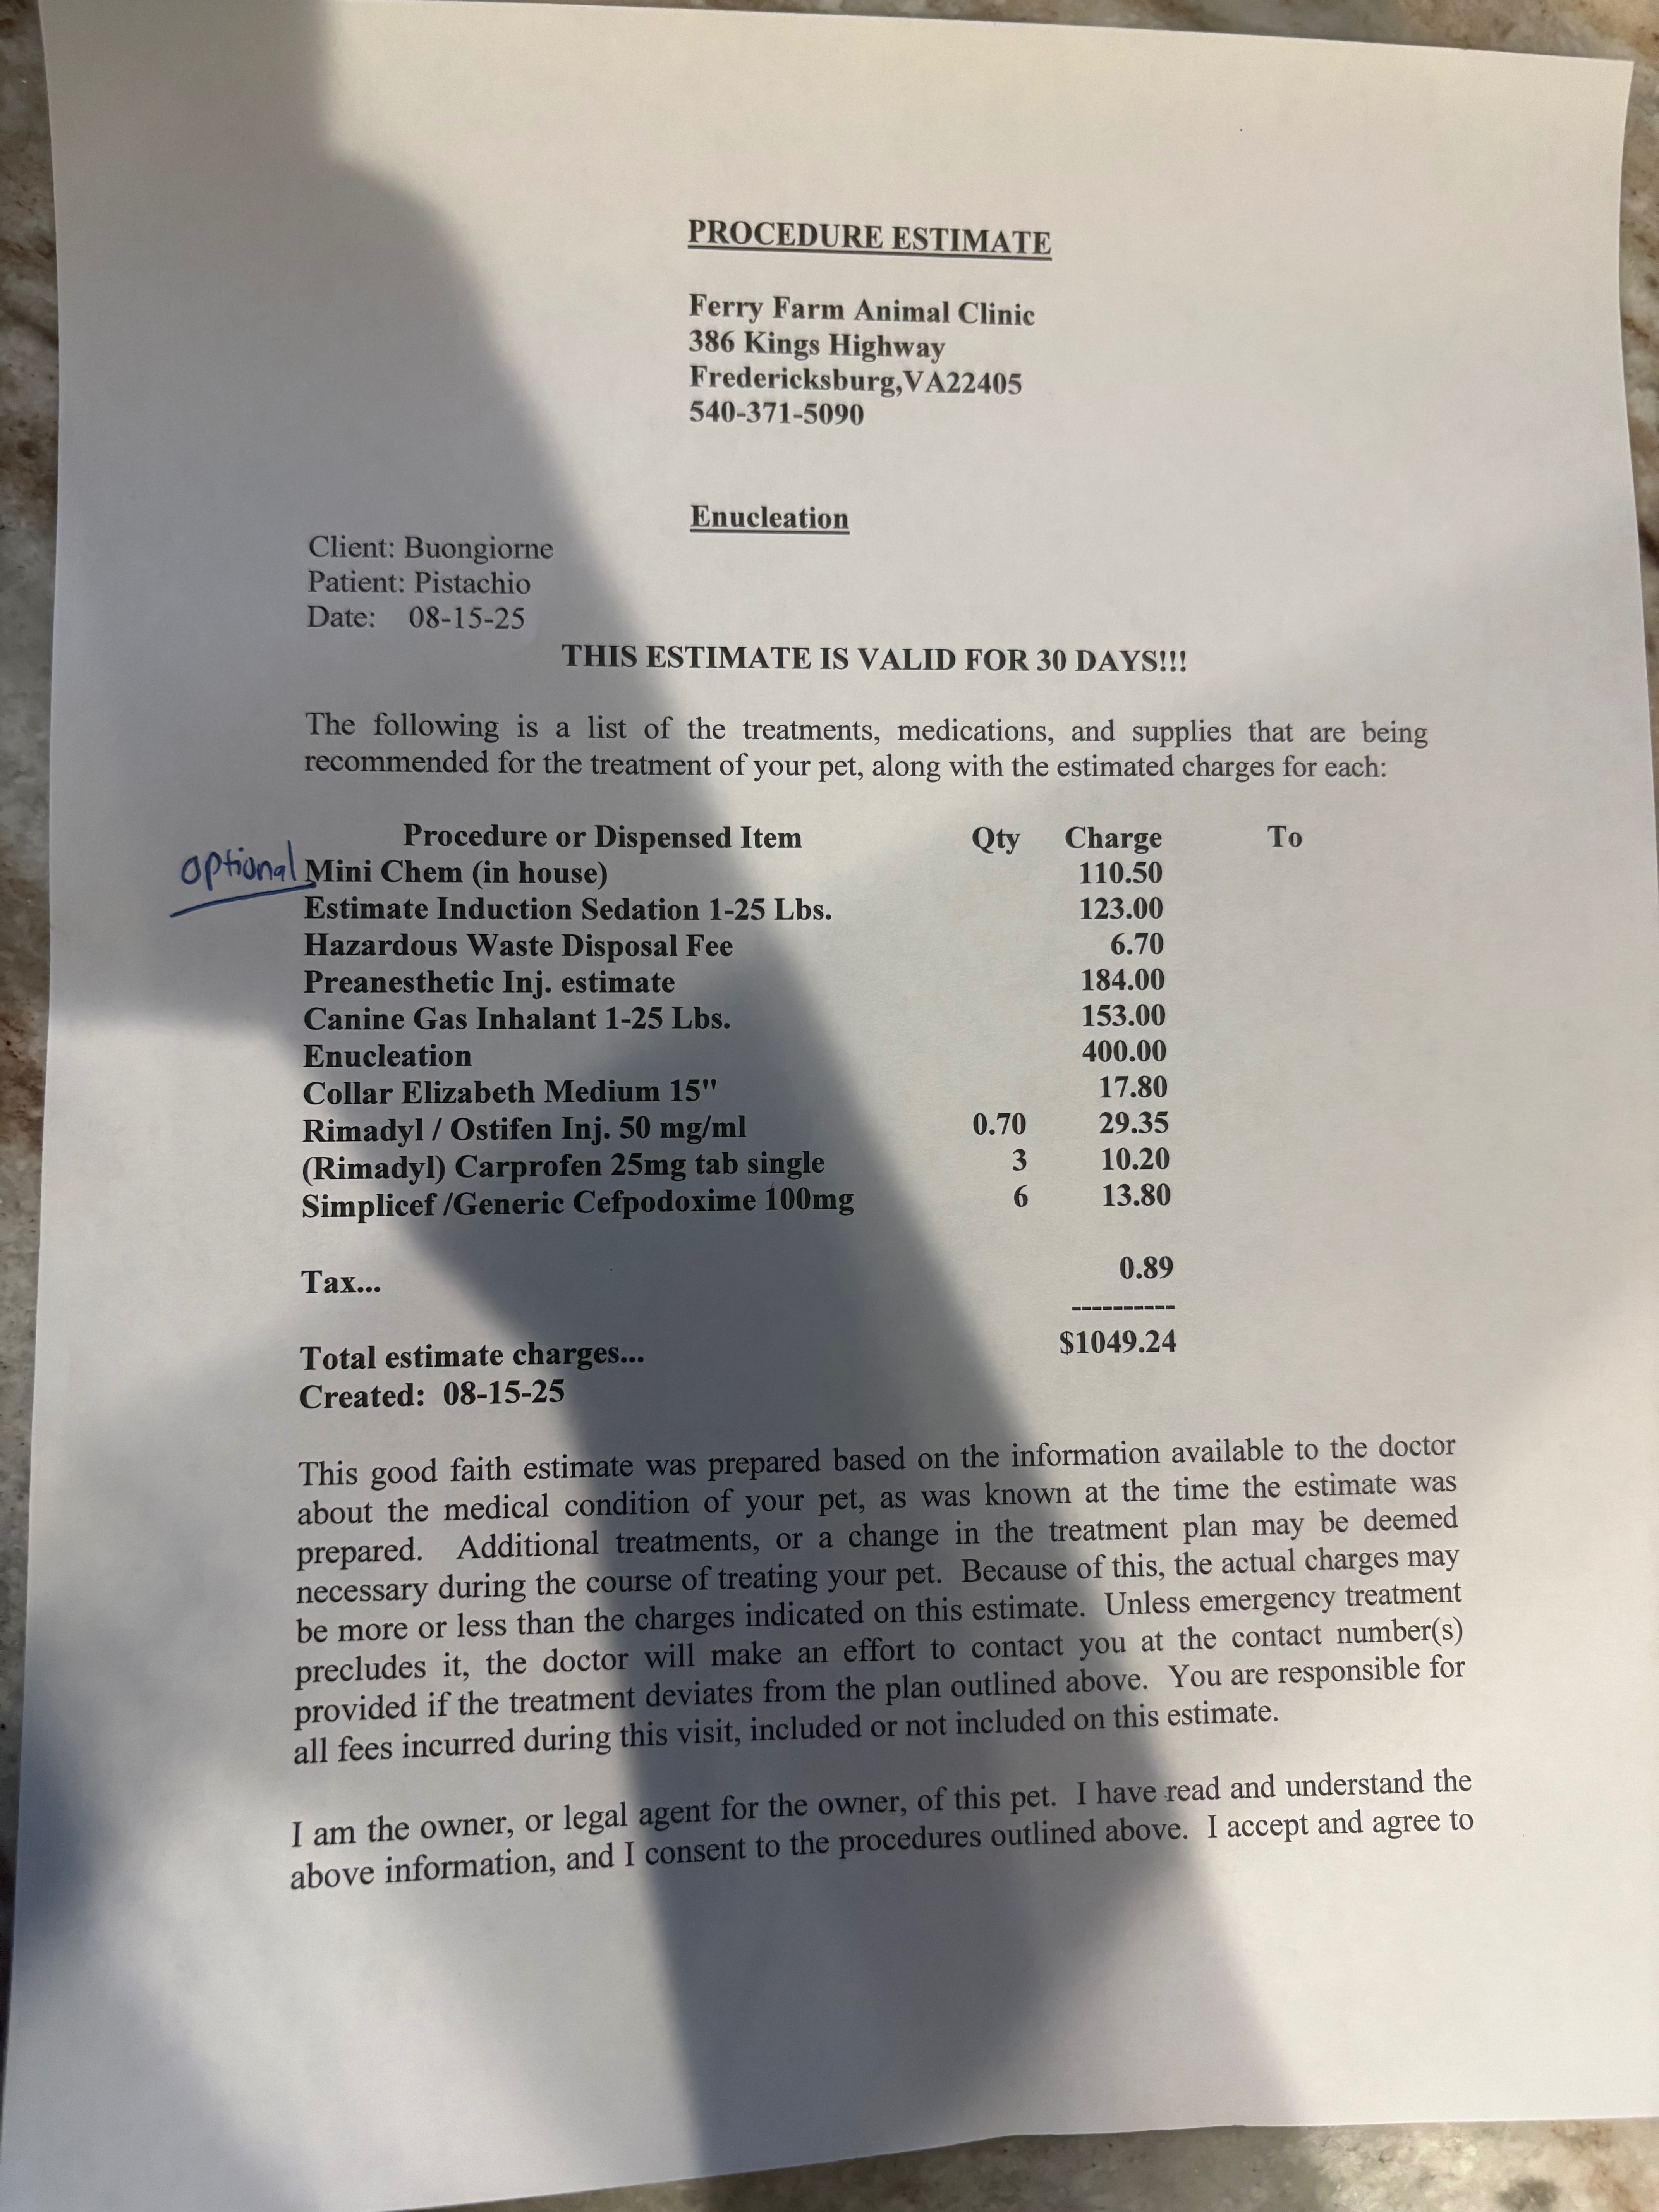 PROCEDURE ESTIMATE
Ferry Farm Animal Clinic
386 Kings Highway
Fredericksburg,VA22405
540-371-5090
Enucleation
Client: Buongiorne
Patient: Pistachio
Date: 08-15-25
THIS ESTIMATE IS VALID FOR 30 DAYS!!!
The following is a list of the treatments, medications, and supplies that are being
recommended for the treatment of your pet, along with the estimated charges for each:
Procedure or Dispensed Item Qty Charge To
optional Mini Chem (in house) 110.50
Estimate Induction Sedation 1-25 Lbs. 123.00
Hazardous Waste Disposal Fee 6.70
Preanesthetic Inj. estimate 184.00
Canine Gas Inhalant 1-25 Lbs. 153.00
Enucleation 400.00
Collar Elizabeth Medium 15" 17.80
Rimadyl / Ostifen Inj. 50 mg/ml 0.70 29.35
(Rimadyl) Carprofen 25mg tab single 3 10.20
Simplicef /Generic Cefpodoxime 100mg 6 13.80
Tax... 0.89
----------
Total estimate charges... $1049.24
Created: 08-15-25
This good faith estimate was prepared based on the information available to the doctor
about the medical condition of your pet, as was known at the time the estimate was
prepared. Additional treatments, or a change in the treatment plan may be deemed
necessary during the course of treating your pet. Because of this, the actual charges may
be more or less than the charges indicated on this estimate. Unless emergency treatment
precludes it, the doctor will make an effort to contact you at the contact number(s)
provided if the treatment deviates from the plan outlined above. You are responsible for
all fees incurred during this visit, included or not included on this estimate.
I am the owner, or legal agent for the owner, of this pet. I have read and understand the
above information, and I consent to the procedures outlined above. I accept and agree to